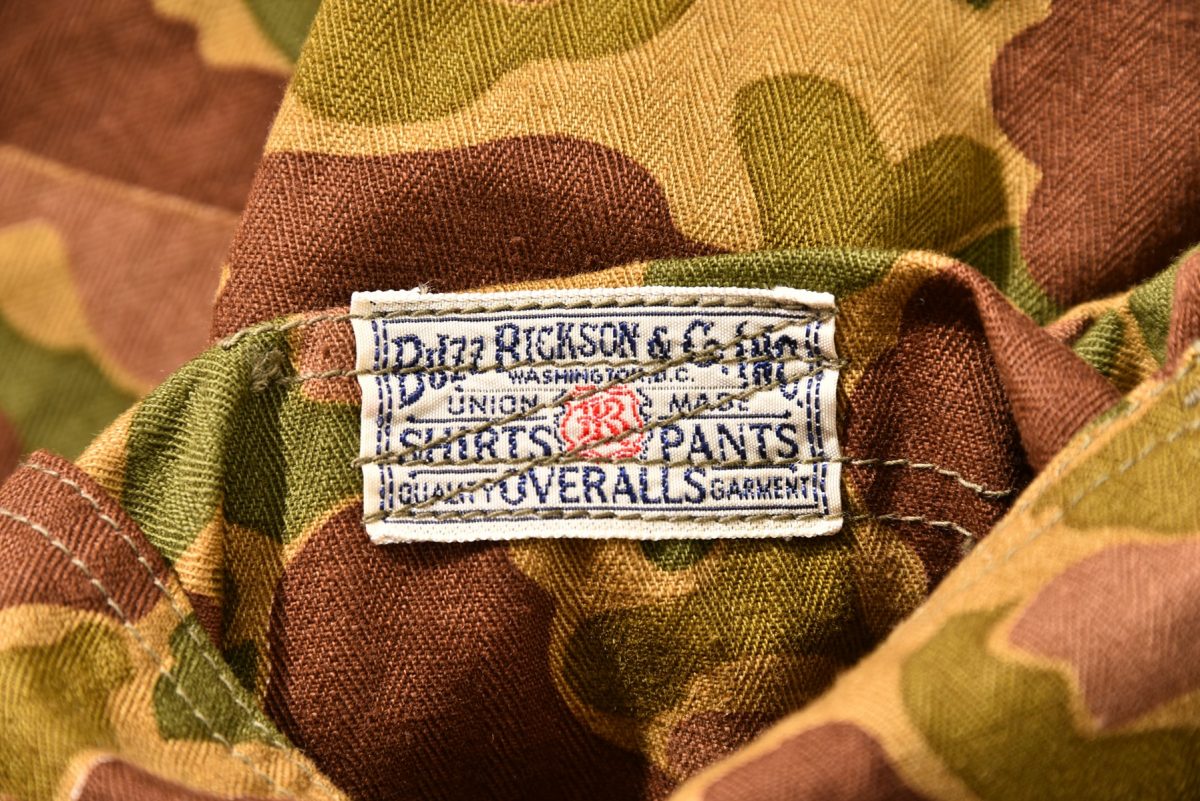 BUZZ RICKSON & Co. INC
WASHINGTON, D.C.
UNION R MADE
SHIRTS PANTS
QUALITY OVERALLS GARMENT